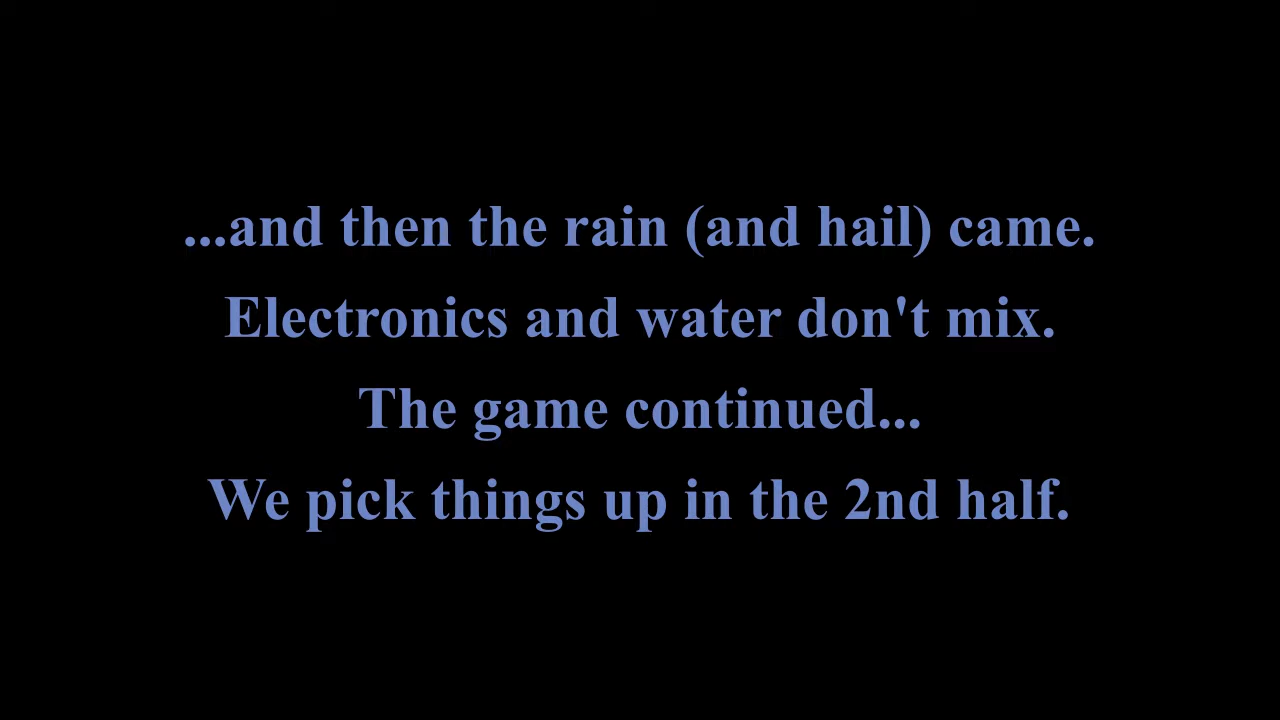 ...and then the rain (and hail) came.
Electronics and water don't mix.
The game continued...
We pick things up in the 2nd half.